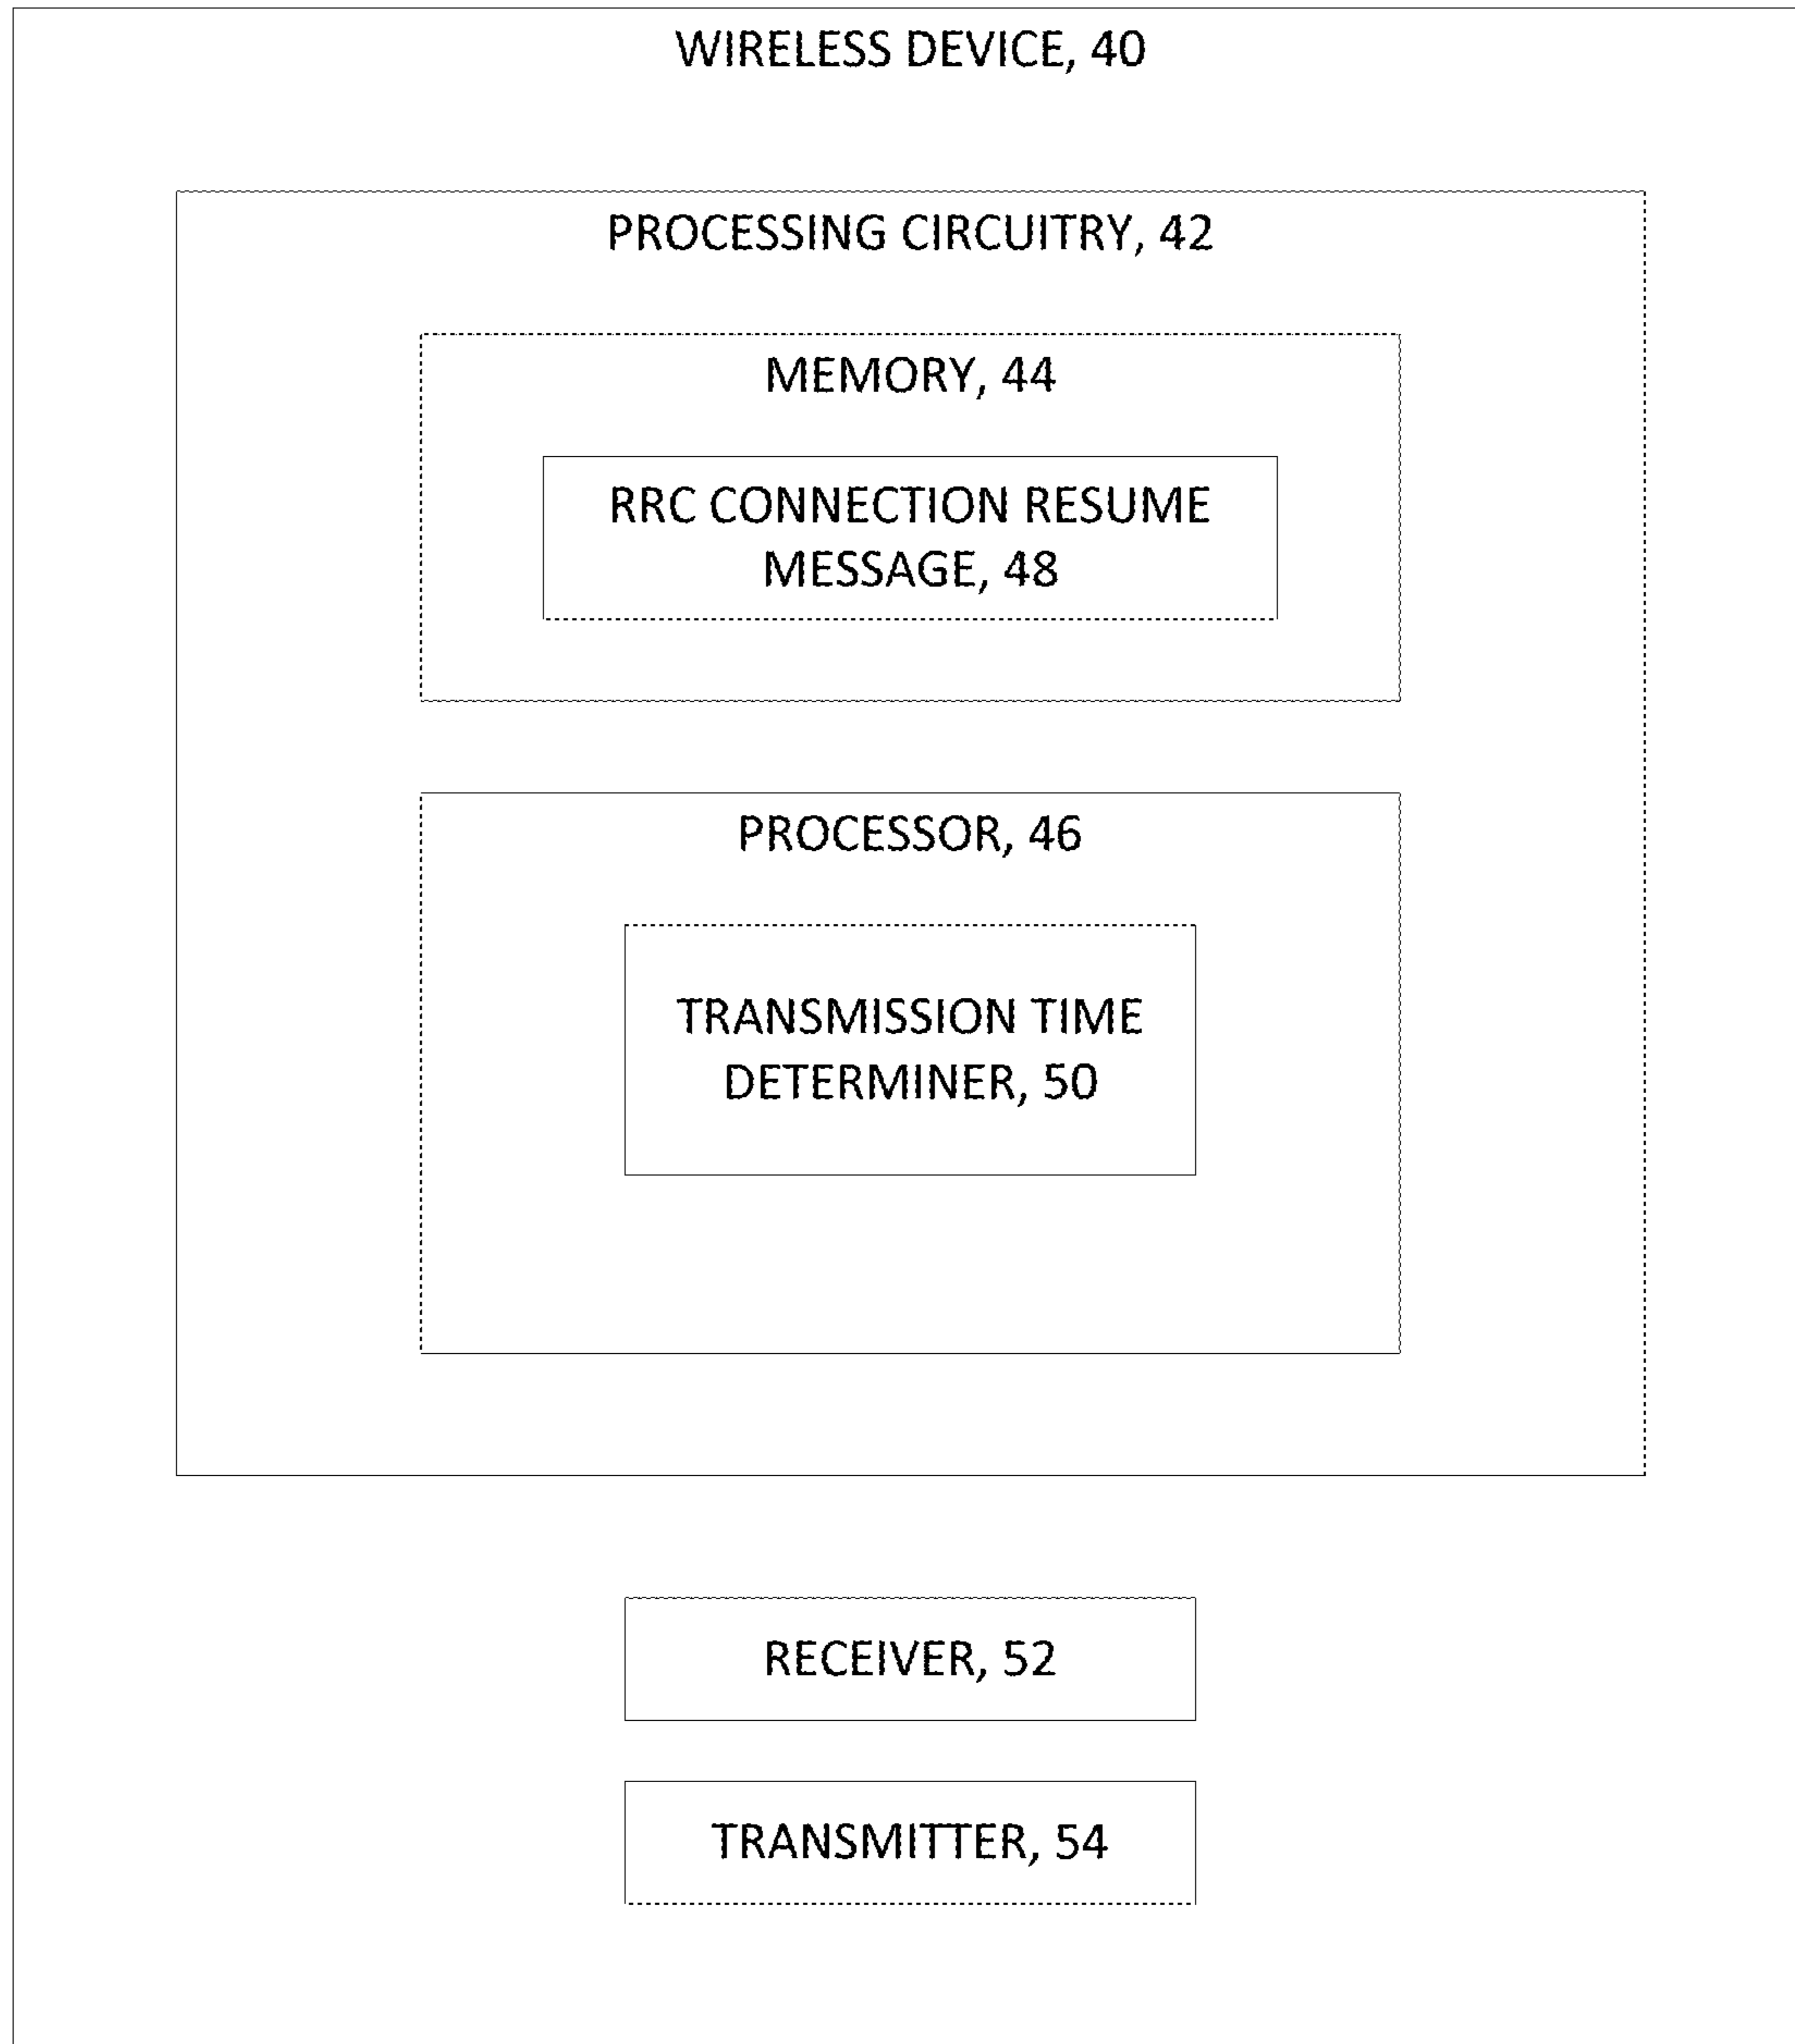 WIRELESS DEVICE, 40
PROCESSING CIRCUITRY, 42
MEMORY, 44
RRC CONNECTION RESUME
MESSAGE, 48
PROCESSOR, 46
TRANSMISSION TIME
DETERMINER, 50
RECEIVER, 52
TRANSMITTER, 54